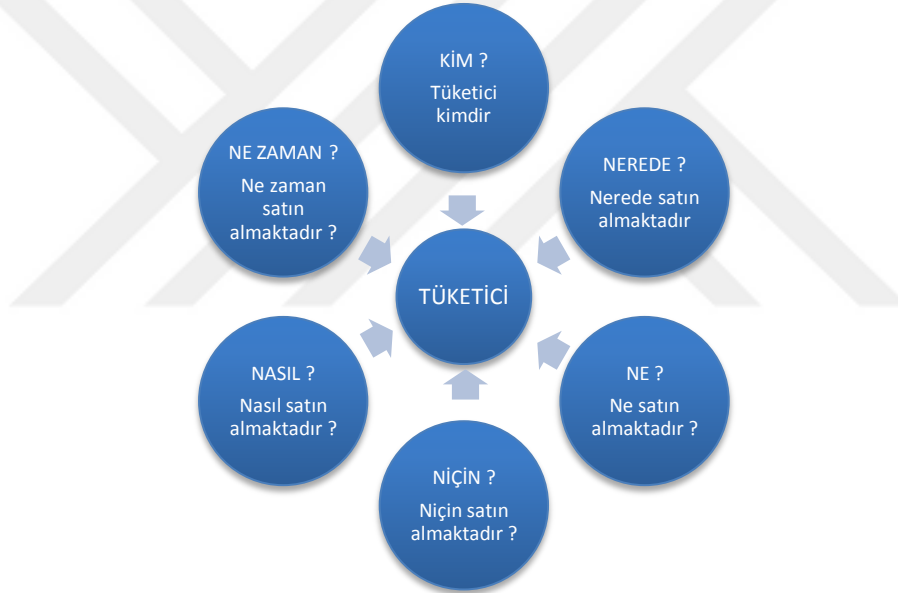 KİM ?
Tüketici
kimdir
NEREDE ?
Nerede satın
almaktadır
NE ?
Ne satın
almaktadır ?
NİÇİN ?
Niçin satın
almaktadır ?
NASIL ?
Nasıl satın
almaktadır ?
NE ZAMAN ?
Ne zaman
satın
almaktadır ?
TÜKETİCİ